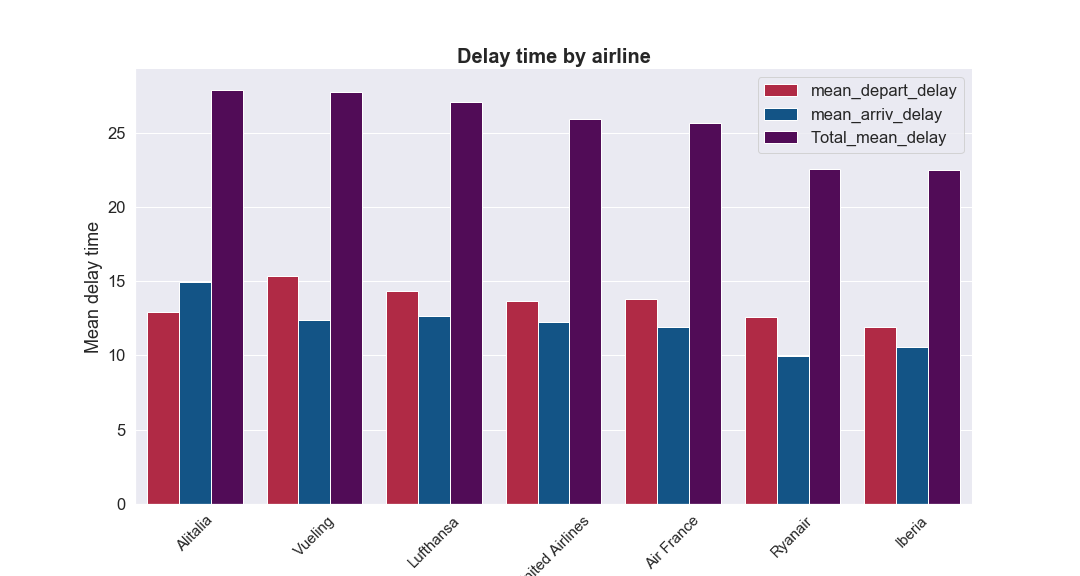 Delay time by airline
mean_depart_delay
mean_arriv_delay
Total_mean_delay
Mean delay time
25
20
15
10
5
0
Alitalia
Vueling
Lufthansa
Airlines
Air France
Ryanair
Iberia